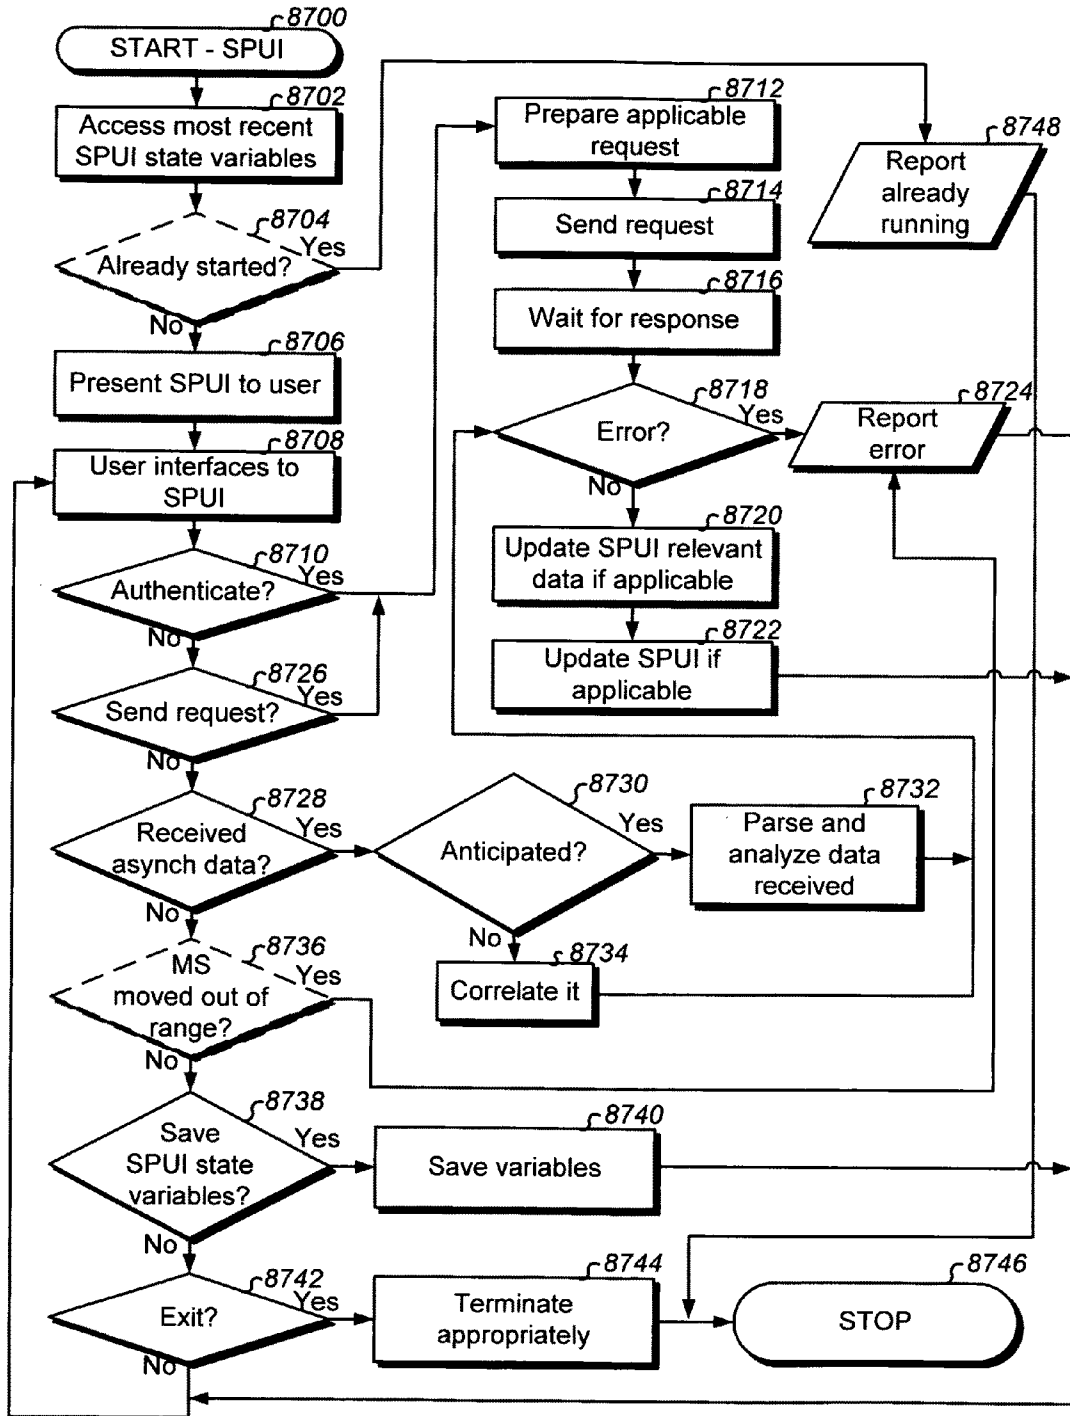 8700
START - SPUI
8702
Access most recent
SPUI state variables
8704
Yes
Already started?
No
8706
Present SPUI to user
8708
User interfaces to
SPUI
8710
Yes
Authenticate?
No
8726
Yes
Send request?
No
8728
Received
asynch data?
Yes
No
8736
MS
moved out of
range?
Yes
No
8738
Save
SPUI state
variables?
Yes
No
8742
Exit?
Yes
No
8712
Prepare applicable
request
8714
Send request
8716
Wait for response
8718
Yes
Error?
No
8720
Update SPUI relevant
data if applicable
8722
Update SPUI if
applicable
8724
Report
error
8748
Report
already
running
8730
Yes
Anticipated?
No
8732
Parse and
analyze data
received
8734
Correlate it
8740
Save variables
8744
Terminate
appropriately
8746
STOP